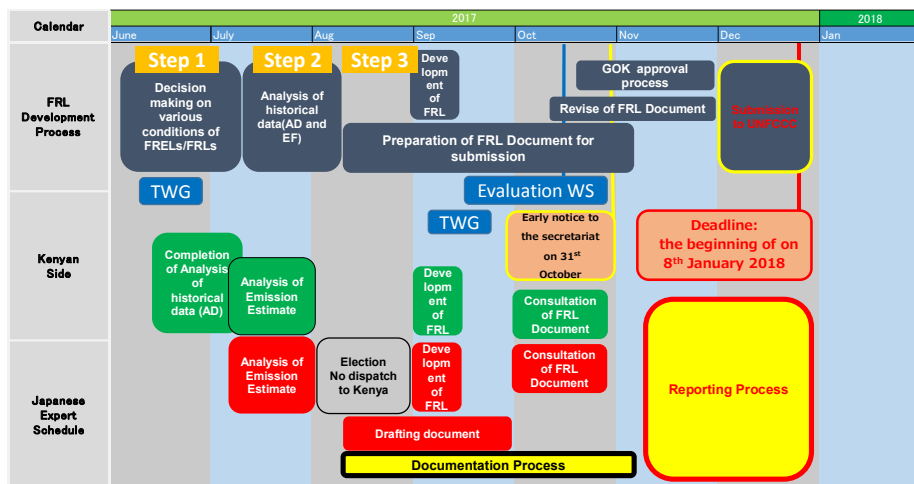 Calendar
2017
2018
June
July
Aug
Sep
Oct
Nov
Dec
Jan
FRL
Development
Process
Step 1
Step 2
Step 3
Decision
making on
various
conditions of
FRELs/FRLs
Analysis of
historical
data(AD and
EF)
Deve
lopm
ent
of
FRL
GOK approval
process
Revise of FRL Document
Preparation of FRL Document for
submission
Submission
to UNFCCC
TWG
Evaluation WS
TWG
Kenyan
Side
Early notice to
the secretariat
on 31st
October
Deadline:
the beginning of on
8th January 2018
Completion
of Analysis
of
historical
data (AD)
Analysis of
Emission
Estimate
Deve
lopm
ent
of
FRL
Consultation
of FRL
Document
Japanese
Expert
Schedule
Analysis of
Emission
Estimate
Election
No dispatch
to Kenya
Deve
lopm
ent
of
FRL
Consultation
of FRL
Document
Reporting Process
Drafting document
Documentation Process